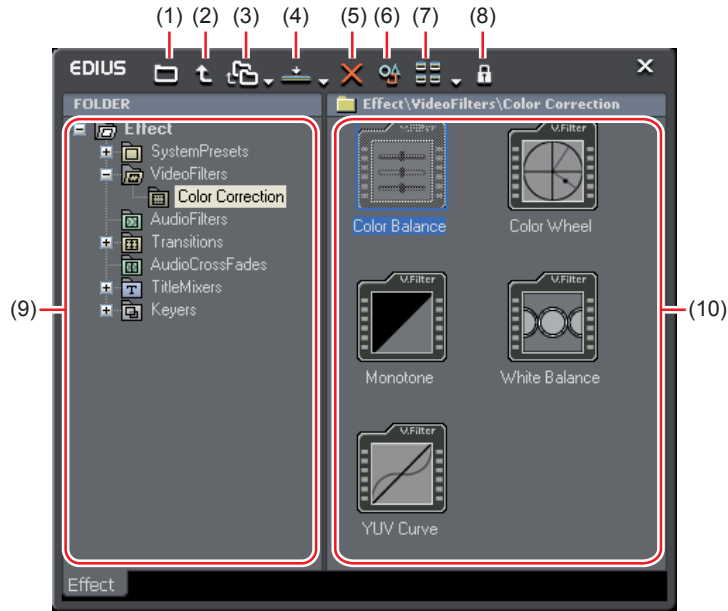 (1) (2) (3) (4) (5) (6) (7) (8)
EDIUS
FOLDER
Effect\VideoFilters\Color Correction
Effect
SystemPresets
VideoFilters
Color Correction
AudioFilters
Transitions
AudioCrossFades
TitleMixers
Keyers
(9)
V.Filter
Color Balance
V.Filter
Color Wheel
V.Filter
Monotone
V.Filter
White Balance
V.Filter
YUV Curve
(10)
Effect